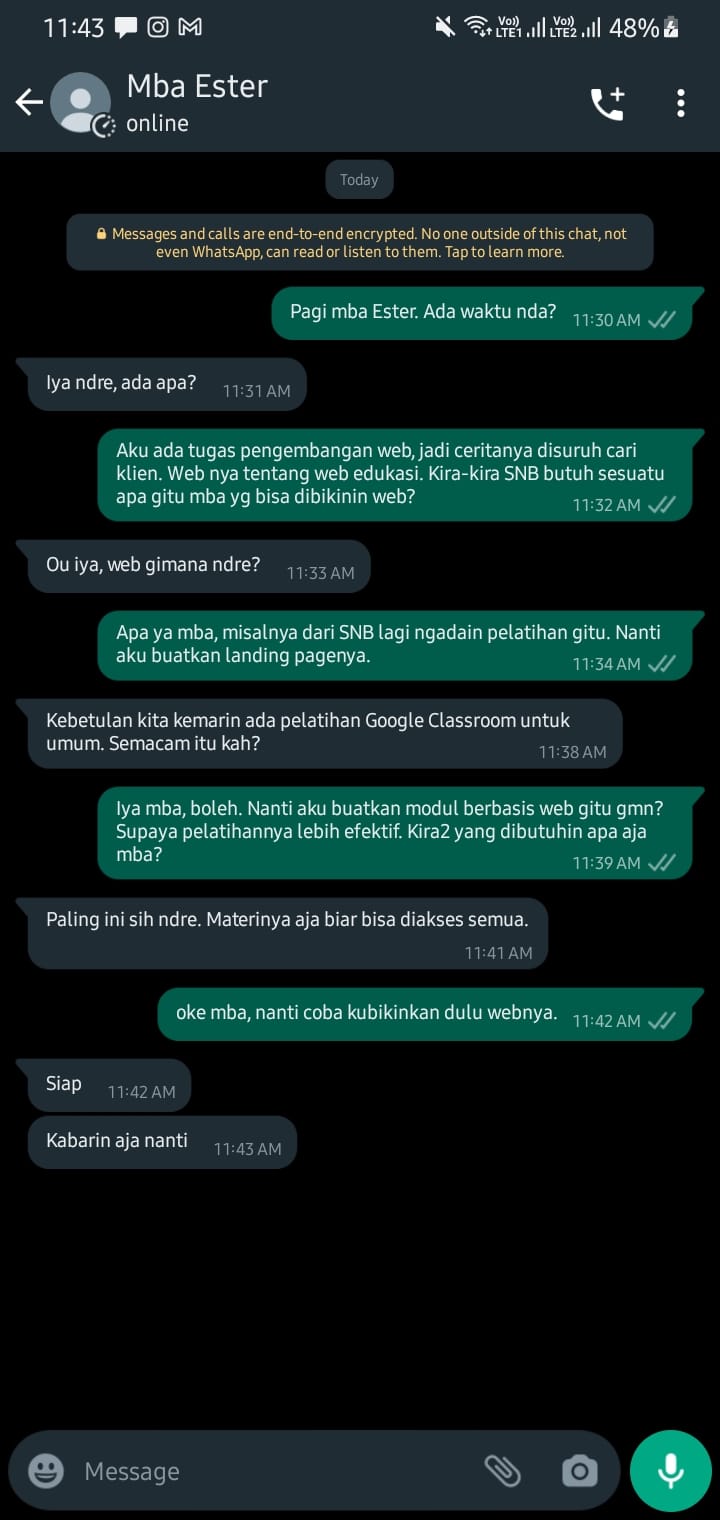 11:43
Vo))
LTE1
Vo))
LTE2
48%
Mba Ester
online
Today
Messages and calls are end-to-end encrypted. No one outside of this chat, not
even WhatsApp, can read or listen to them. Tap to learn more.
Pagi mba Ester. Ada waktu nda?
11:30 AM
Iya ndre, ada apa?
11:31 AM
Aku ada tugas pengembangan web, jadi ceritanya disuruh cari
klien. Web nya tentang web edukasi. Kira-kira SNB butuh sesuatu
apa gitu mba yg bisa dibikinin web?
11:32 AM
Ou iya, web gimana ndre?
11:33 AM
Apa ya mba, misalnya dari SNB lagi ngadain pelatihan gitu. Nanti
aku buatkan landing pagenya.
11:34 AM
Kebetulan kita kemarin ada pelatihan Google Classroom untuk
umum. Semacam itu kah?
11:38 AM
Iya mba, boleh. Nanti aku buatkan modul berbasis web gitu gmn?
Supaya pelatihannya lebih efektif. Kira2 yang dibutuhin apa aja
mba?
11:39 AM
Paling ini sih ndre. Materinya aja biar bisa diakses semua.
11:41 AM
oke mba, nanti coba kubikinkan dulu webnya.
11:42 AM
Siap
11:42 AM
Kabarin aja nanti
11:43 AM
Message